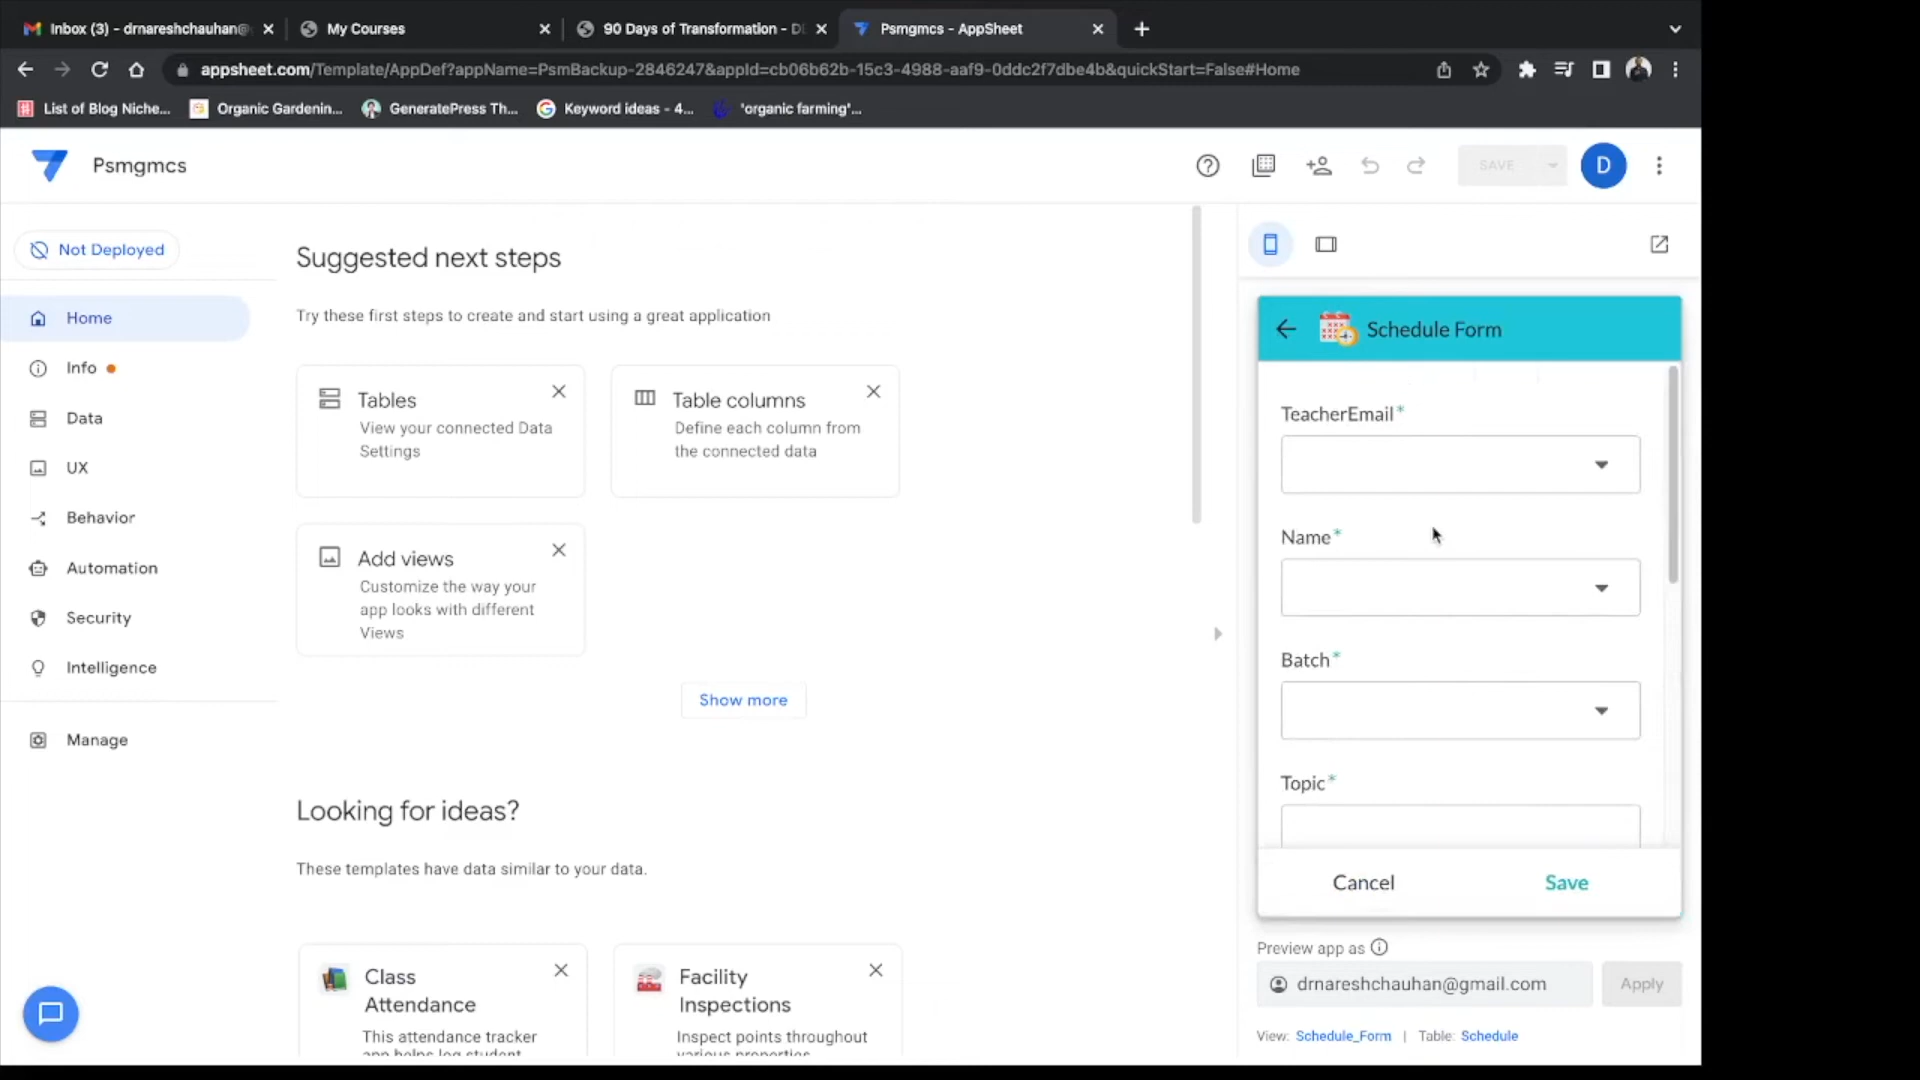 Inbox (3) - drnareshchauhan@
My Courses
90 Days of Transformation - D
Psmgmcs - AppSheet
appsheet.com/Template/AppDef?appName=PsmBackup-2846247&appId=cb06b62b-15c3-4988-aaf9-0ddc2f7dbe4b&quickStart=False#Home
List of Blog Niche...
Organic Gardenin...
GeneratePress Th...
Keyword ideas - 4...
'organic farming'...
Psmgmcs
SAVE
D
Not Deployed
Home
Info
Data
UX
Behavior
Automation
Security
Intelligence
Manage
Suggested next steps
Try these first steps to create and start using a great application
Tables
View your connected Data
Settings
Table columns
Define each column from
the connected data
Add views
Customize the way your
app looks with different
Views
Show more
Looking for ideas?
These templates have data similar to your data.
Class
Attendance
This attendance tracker
app helps log student
Facility
Inspections
Inspect points throughout
various properties
Schedule Form
TeacherEmail*
Name*
Batch*
Topic*
Cancel
Save
Preview app as
drnareshchauhan@gmail.com
Apply
View: Schedule_Form | Table: Schedule